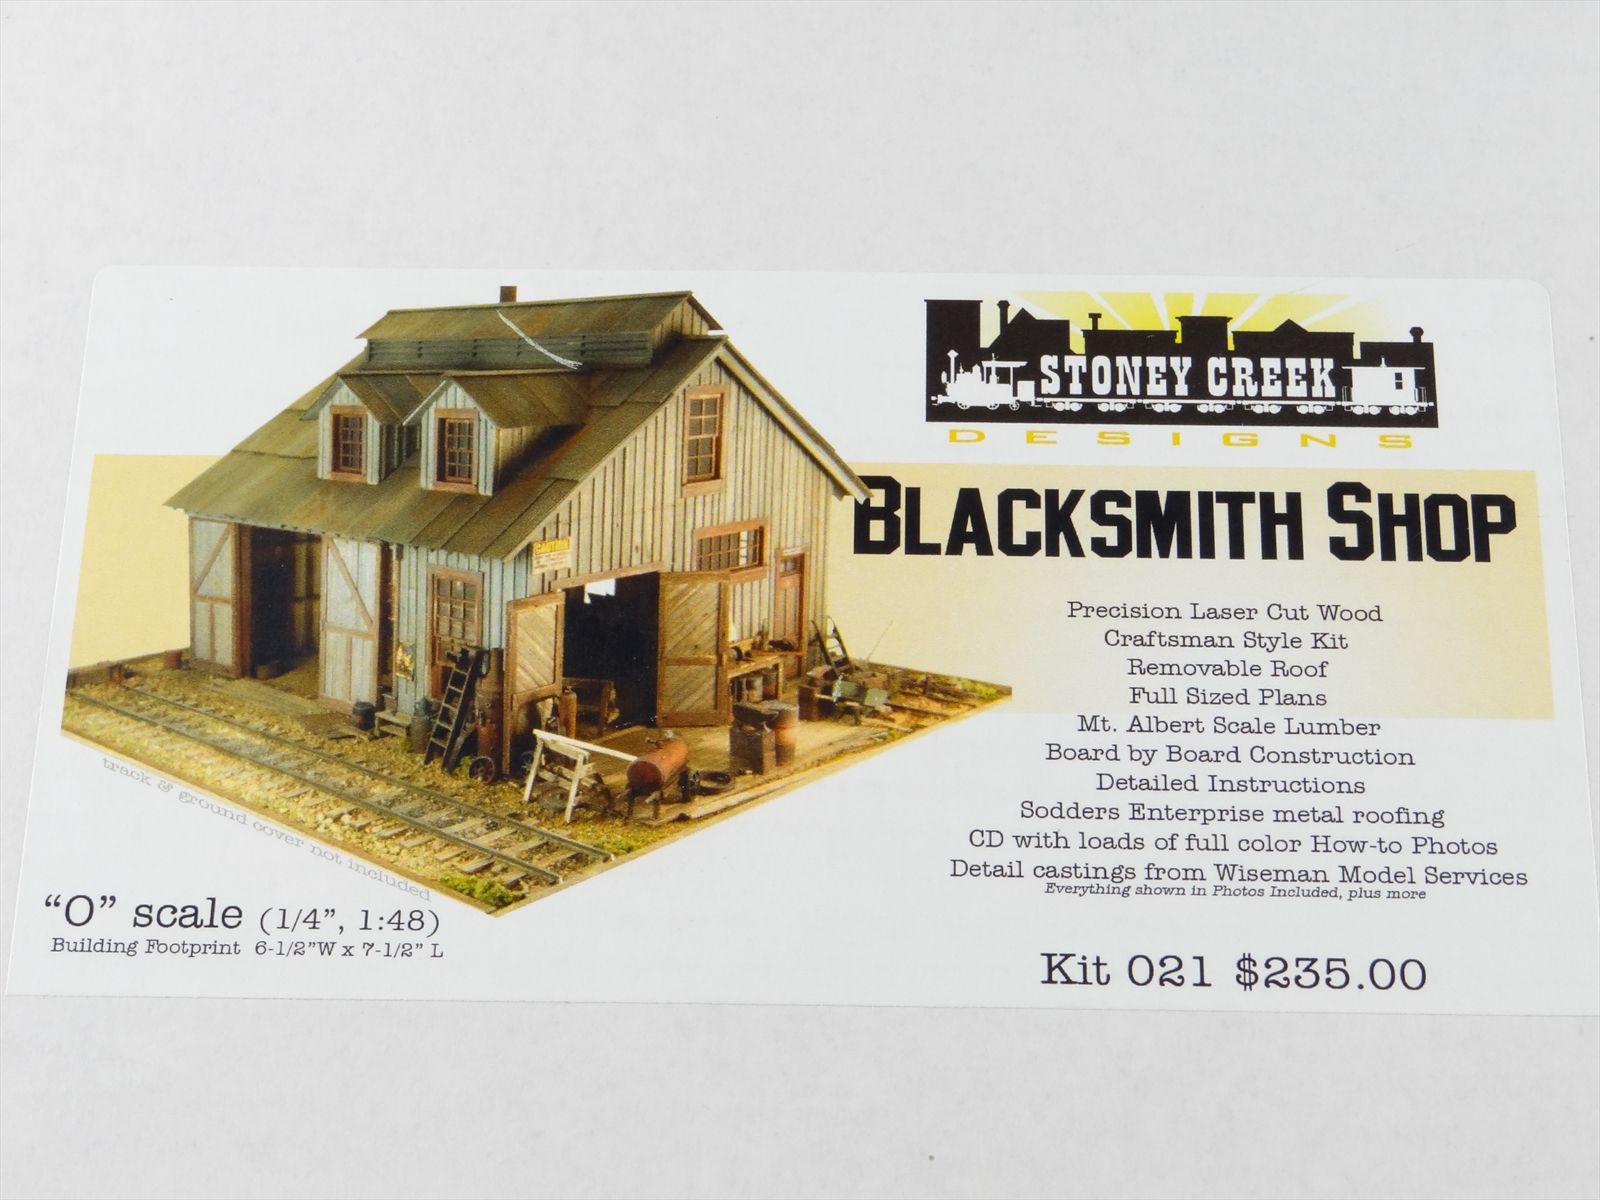 STONEY CREEK
DESIGNS
BLACKSMITH SHOP
Precision Laser Cut Wood
Craftsman Style Kit
Removable Roof
Full Sized Plans
Mt. Albert Scale Lumber
Board by Board Construction
Detailed Instructions
Sodders Enterprise metal roofing
CD with loads of full color How-to Photos
Detail castings from Wiseman Model Services
Everything shown in Photos Included, plus more
Kit 021 $235.00
CAUTION
track & ground cover not included
"O" scale (1/4", 1:48)
Building Footprint 6-1/2"W x 7-1/2" L